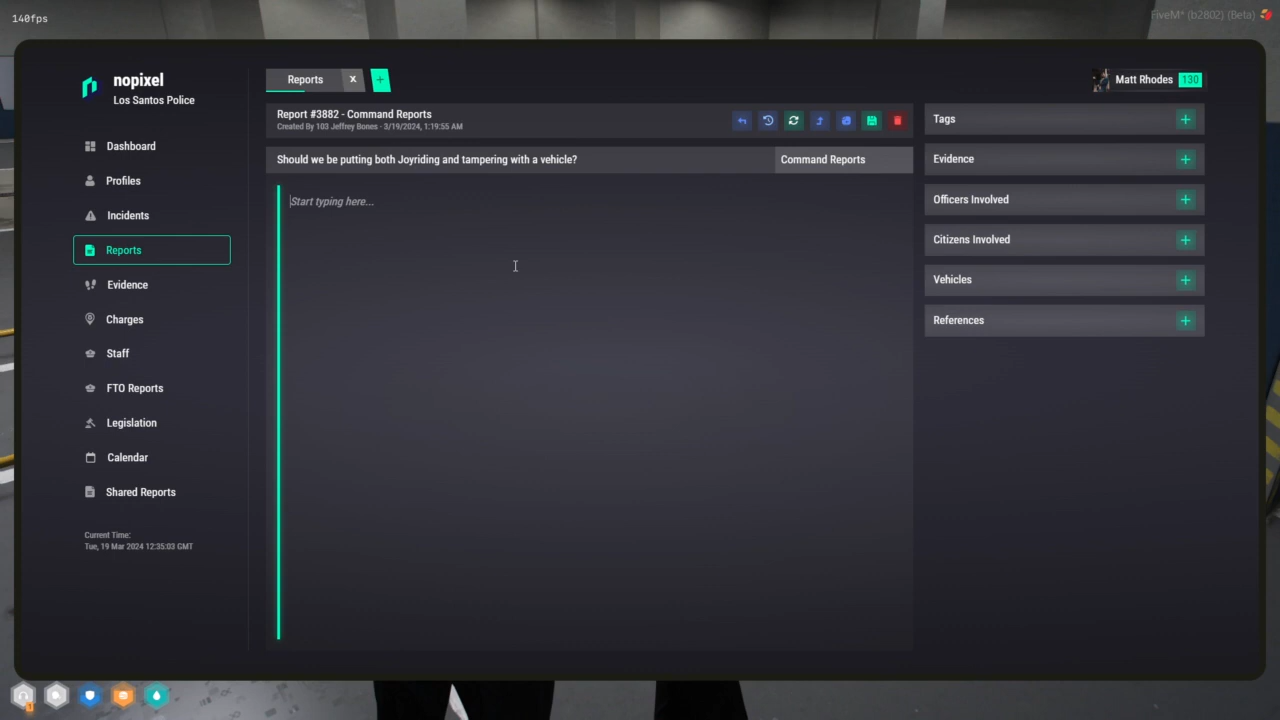 140fps
FiveM* (b2802) (Beta)
nopixel
Los Santos Police
Dashboard
Profiles
Incidents
Reports
Evidence
Charges
Staff
FTO Reports
Legislation
Calendar
Shared Reports
Current Time:
Tue, 19 Mar 2024 12:35:03 GMT
Reports x +
Matt Rhodes 130
Report #3882 - Command Reports
Created By 103 Jeffrey Bones - 3/19/2024, 1:19:55 AM
Should we be putting both Joyriding and tampering with a vehicle?
Command Reports
Start typing here...
Tags +
Evidence +
Officers Involved +
Citizens Involved +
Vehicles +
References +